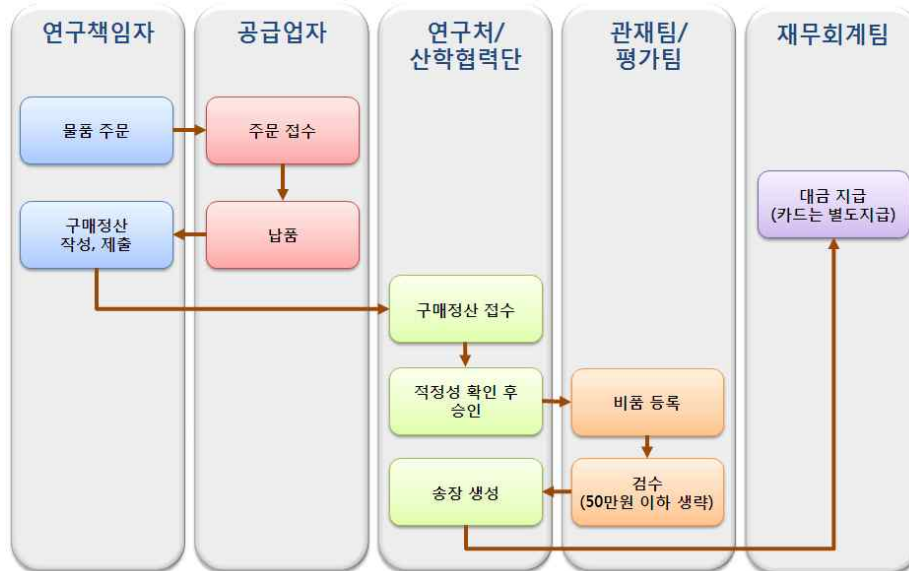 연구책임자
공급업자
연구처/
산학협력단
관재팀/
평가팀
재무회계팀
물품 주문
주문 접수
대금 지급
(카드는 별도지급)
구매정산
작성, 제출
납품
구매정산 접수
적정성 확인 후
승인
비품 등록
송장 생성
검수
(50만원 이하 생략)